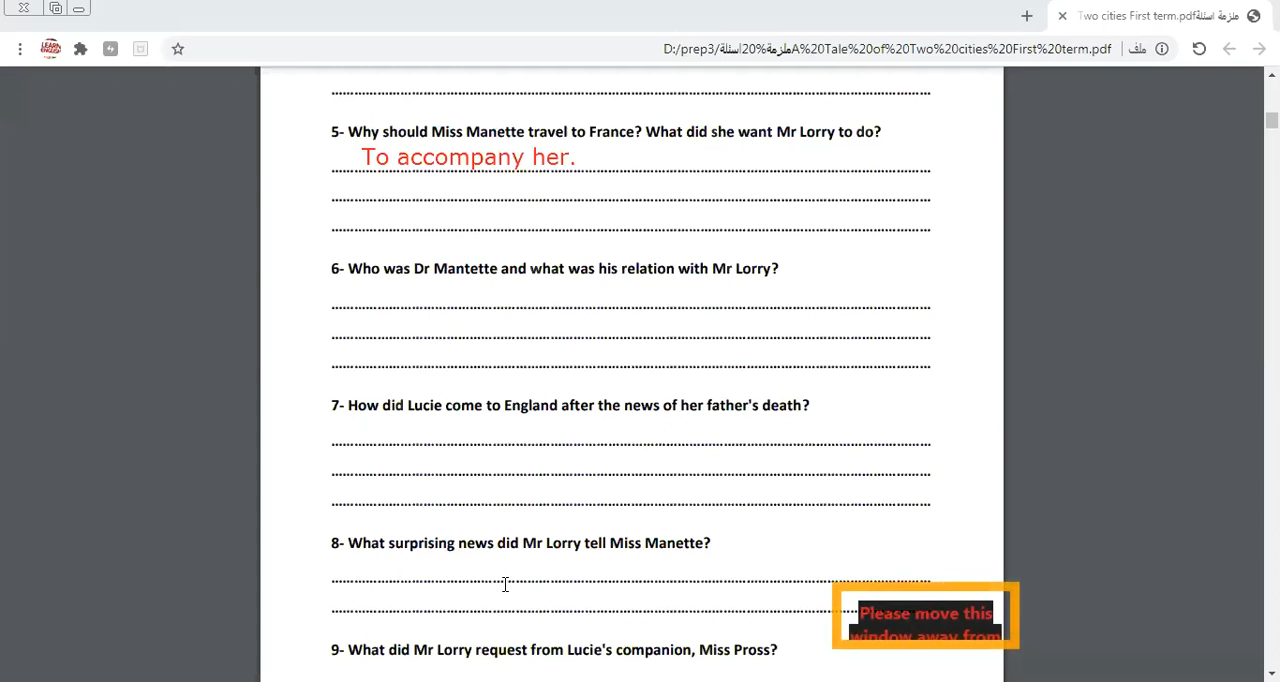 Two cities First term.pdfملزمة اسئلة
D:/prep3/ملزمة%20اسئلة%20A%20Tale%20of%20Two%20cities%20First%20term.pdf
ملف
5- Why should Miss Manette travel to France? What did she want Mr Lorry to do?
To accompany her.
6- Who was Dr Mantette and what was his relation with Mr Lorry?
7- How did Lucie come to England after the news of her father's death?
8- What surprising news did Mr Lorry tell Miss Manette?
Please move this
window away from
9- What did Mr Lorry request from Lucie's companion, Miss Pross?